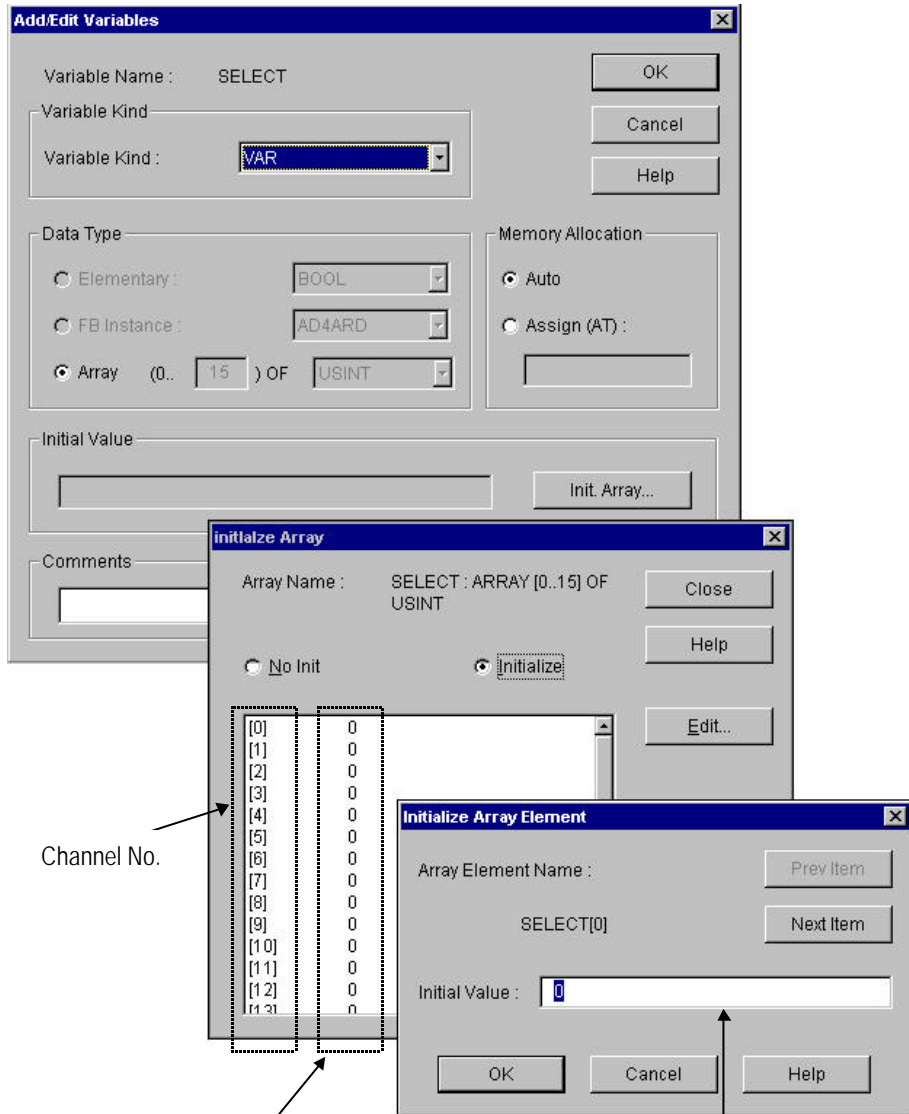 Add/Edit Variables
Variable Name : SELECT
OK
Variable Kind
Cancel
Variable Kind : VAR
Help
Data Type
Memory Allocation
Elementary : BOOL
Auto
FB Instance : AD4ARD
Assign (AT) :
Array (0.. 15 ) OF USINT
Initial Value
Init. Array...
Comments
initlalze Array
Array Name : SELECT : ARRAY [0..15] OF
USINT
Close
Help
No Init
Initialize
Edit...
[0] 0
[1] 0
[2] 0
[3] 0
[4] 0
[5] 0
[6] 0
[7] 0
[8] 0
[9] 0
[10] 0
[11] 0
[12] 0
[13] 0
Channel No.
Initialize Array Element
Array Element Name :
Prev Item
SELECT[0]
Next Item
Initial Value : 0
OK
Cancel
Help